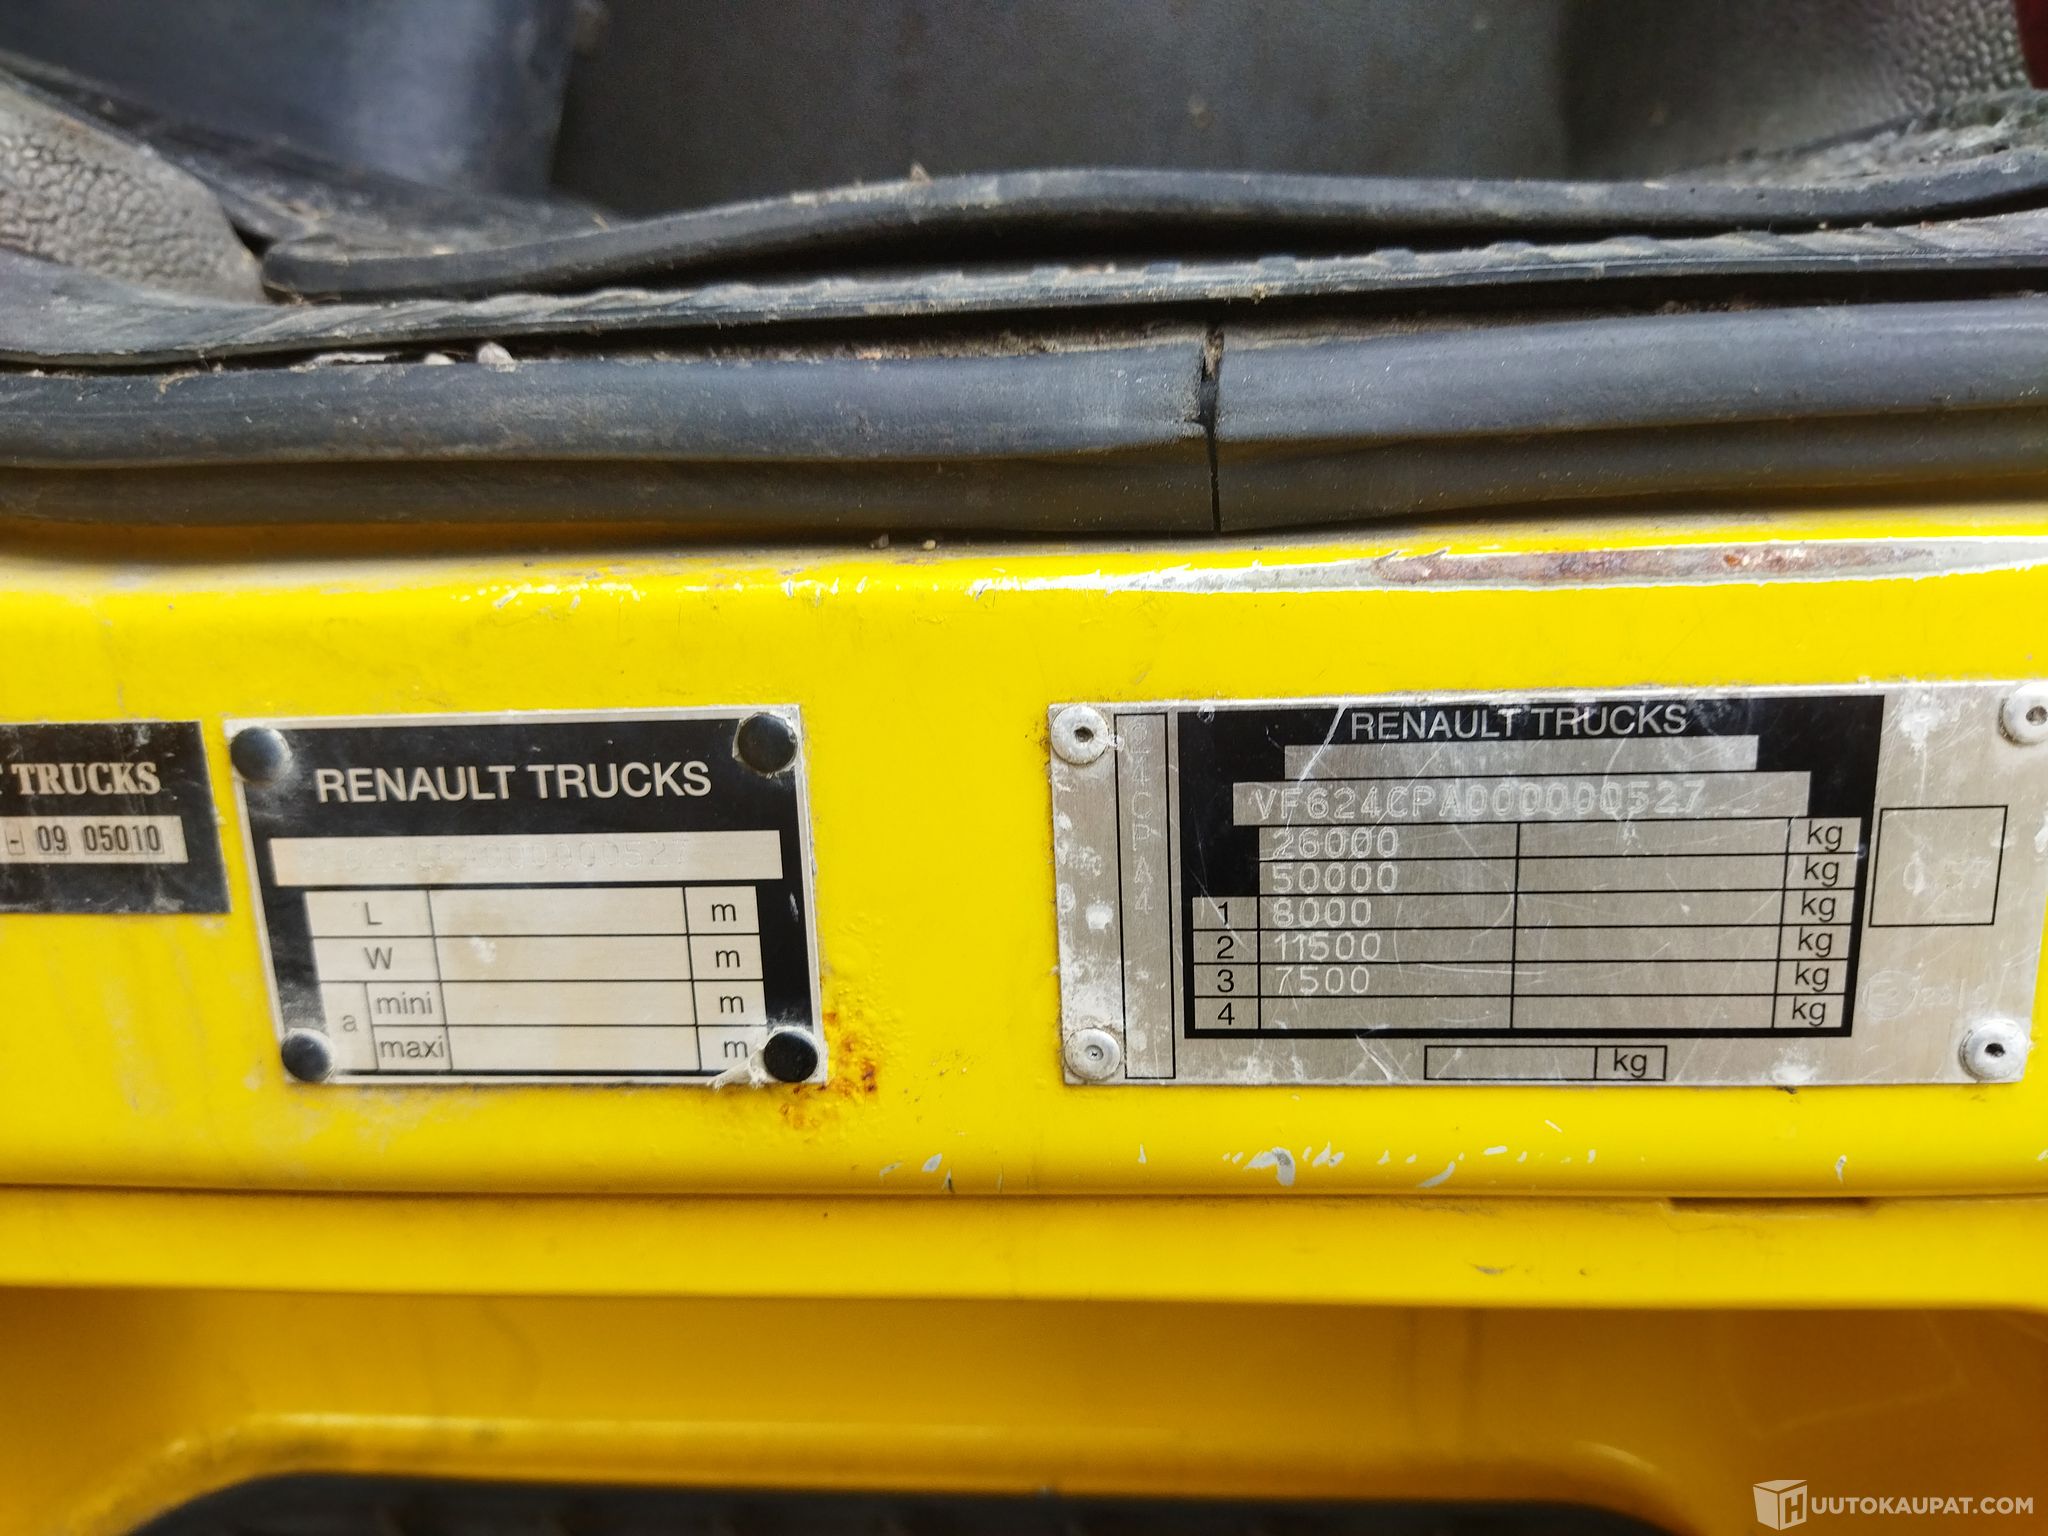 TRUCKS
- 09 05010
RENAULT TRUCKS
L m
W m
a mini m
maxi m
24CPA4
RENAULT TRUCKS
VF624CPA000000527
26000 kg
50000 kg
1 8000 kg
2 11500 kg
3 7500 kg
4 kg
kg
HUUTOKAUPAT.COM